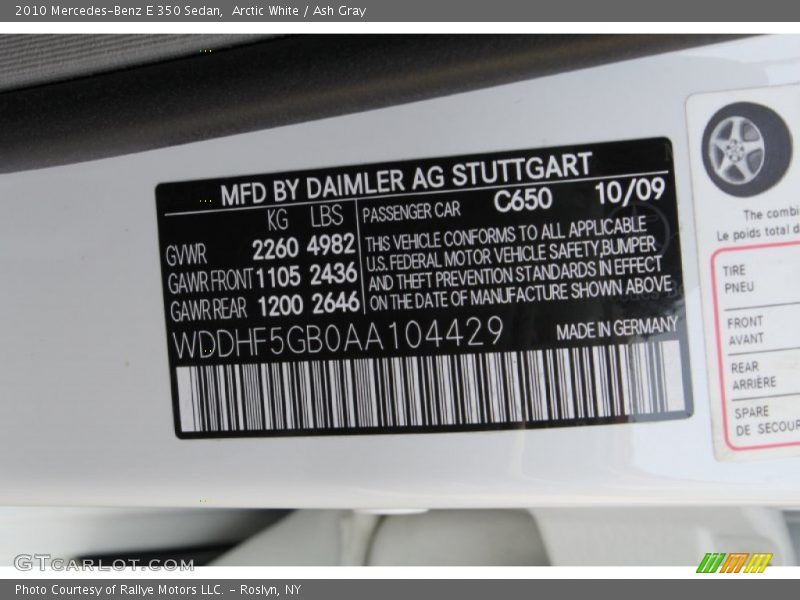 2010 Mercedes-Benz E 350 Sedan, Arctic White / Ash Gray
MFD BY DAIMLER AG STUTTGART
KG LBS
PASSENGER CAR C650 10/09
GVWR 2260 4982
GAWR FRONT 1105 2436
GAWR REAR 1200 2646
THIS VEHICLE CONFORMS TO ALL APPLICABLE
U.S. FEDERAL MOTOR VEHICLE SAFETY, BUMPER
AND THEFT PREVENTION STANDARDS IN EFFECT
ON THE DATE OF MANUFACTURE SHOWN ABOVE
WDDHF5GB0AA104429
MADE IN GERMANY
The combi
Le poids total d
TIRE
PNEU
FRONT
AVANT
REAR
ARRIÈRE
SPARE
DE SECOUR
GTCARLOT.COM
Photo Courtesy of Rallye Motors LLC. - Roslyn, NY